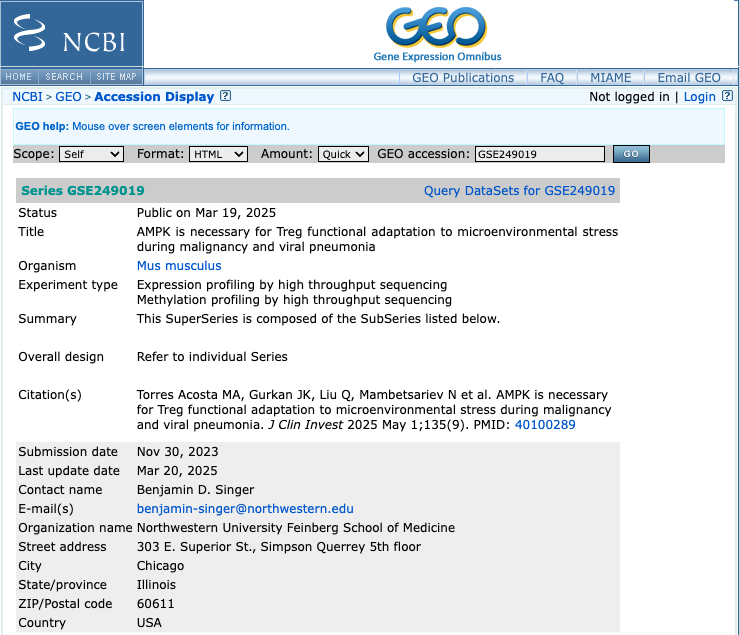 NCBI
GEO
Gene Expression Omnibus
HOME SEARCH SITE MAP
GEO Publications FAQ MIAME Email GEO
NCBI > GEO > Accession Display ?
Not logged in | Login ?
GEO help: Mouse over screen elements for information.
Scope: Self Format: HTML Amount: Quick GEO accession: GSE249019 GO
Series GSE249019 Query DataSets for GSE249019
Status Public on Mar 19, 2025
Title AMPK is necessary for Treg functional adaptation to microenvironmental stress
during malignancy and viral pneumonia
Organism Mus musculus
Experiment type Expression profiling by high throughput sequencing
Methylation profiling by high throughput sequencing
Summary This SuperSeries is composed of the SubSeries listed below.
Overall design Refer to individual Series
Citation(s) Torres Acosta MA, Gurkan JK, Liu Q, Mambetsariev N et al. AMPK is necessary
for Treg functional adaptation to microenvironmental stress during malignancy
and viral pneumonia. J Clin Invest 2025 May 1;135(9). PMID: 40100289
Submission date Nov 30, 2023
Last update date Mar 20, 2025
Contact name Benjamin D. Singer
E-mail(s) benjamin-singer@northwestern.edu
Organization name Northwestern University Feinberg School of Medicine
Street address 303 E. Superior St., Simpson Querrey 5th floor
City Chicago
State/province Illinois
ZIP/Postal code 60611
Country USA